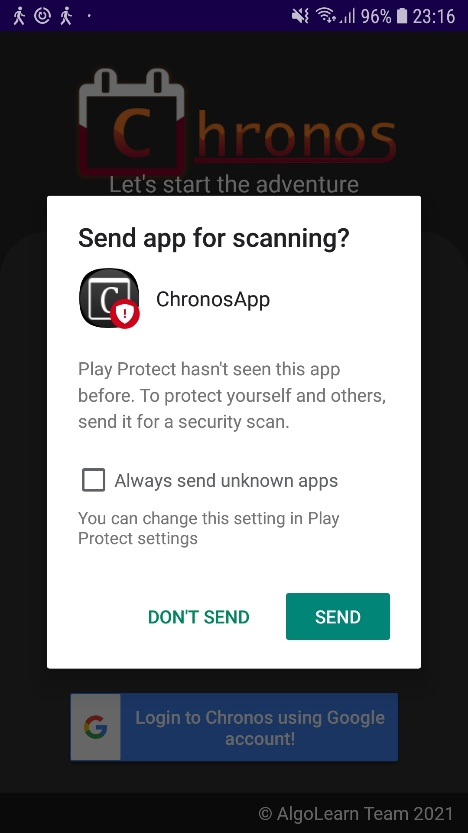 96% 23:16
Chronos
Let's start the adventure
Send app for scanning?
C
ChronosApp
Play Protect hasn't seen this app
before. To protect yourself and others,
send it for a security scan.
Always send unknown apps
You can change this setting in Play
Protect settings
DON'T SEND
SEND
G
Login to Chronos using Google
account!
© AlgoLearn Team 2021